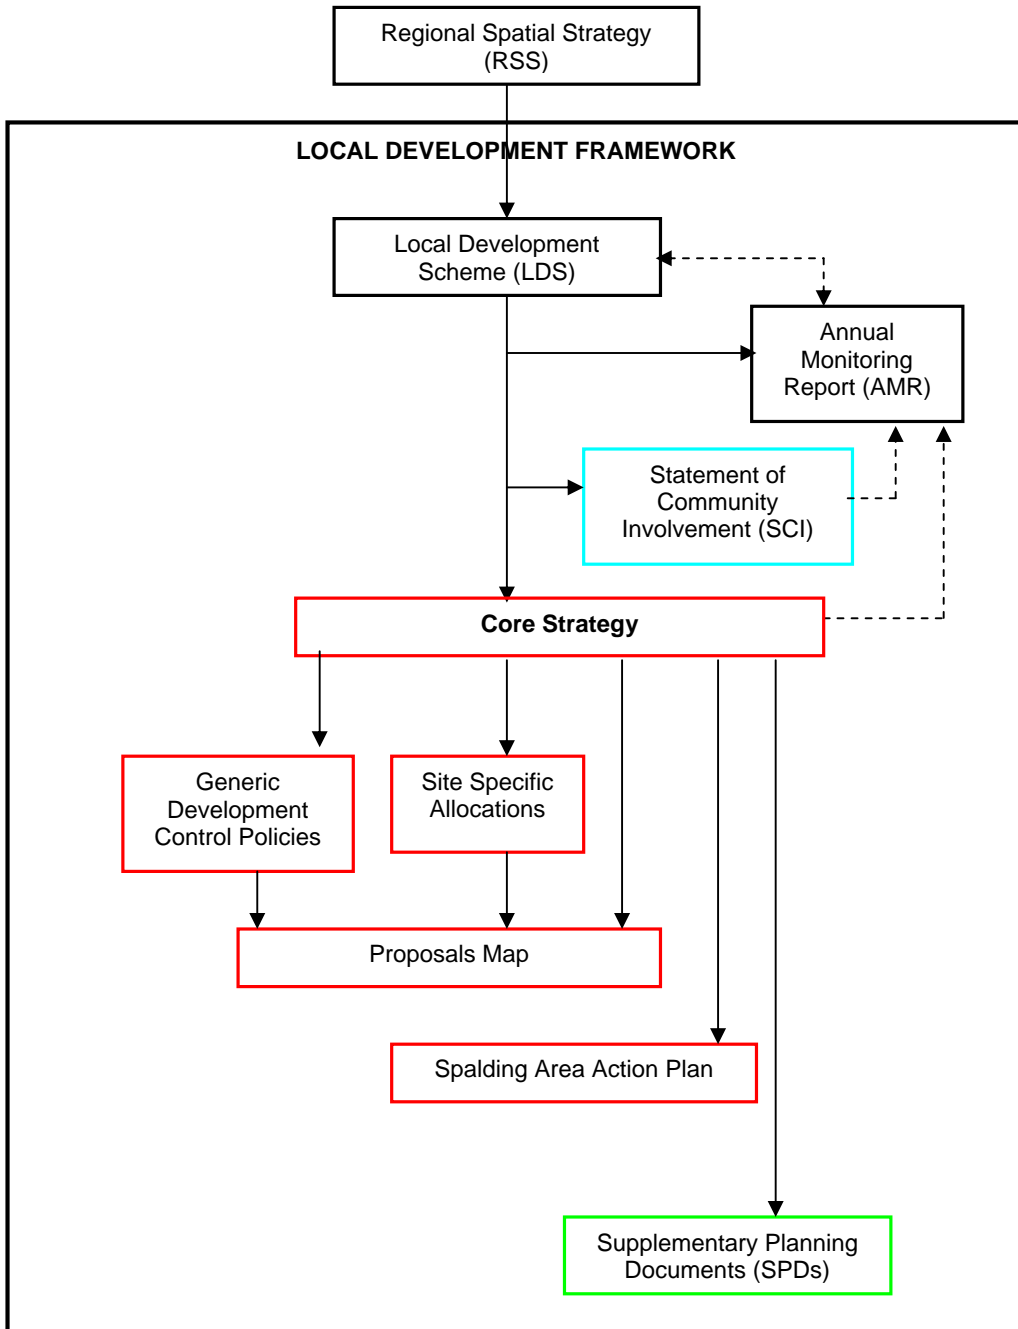 Regional Spatial Strategy
(RSS)
LOCAL DEVELOPMENT FRAMEWORK
Local Development
Scheme (LDS)
Annual
Monitoring
Report (AMR)
Statement of
Community
Involvement (SCI)
Core Strategy
Generic
Development
Control Policies
Site Specific
Allocations
Proposals Map
Spalding Area Action Plan
Supplementary Planning
Documents (SPDs)